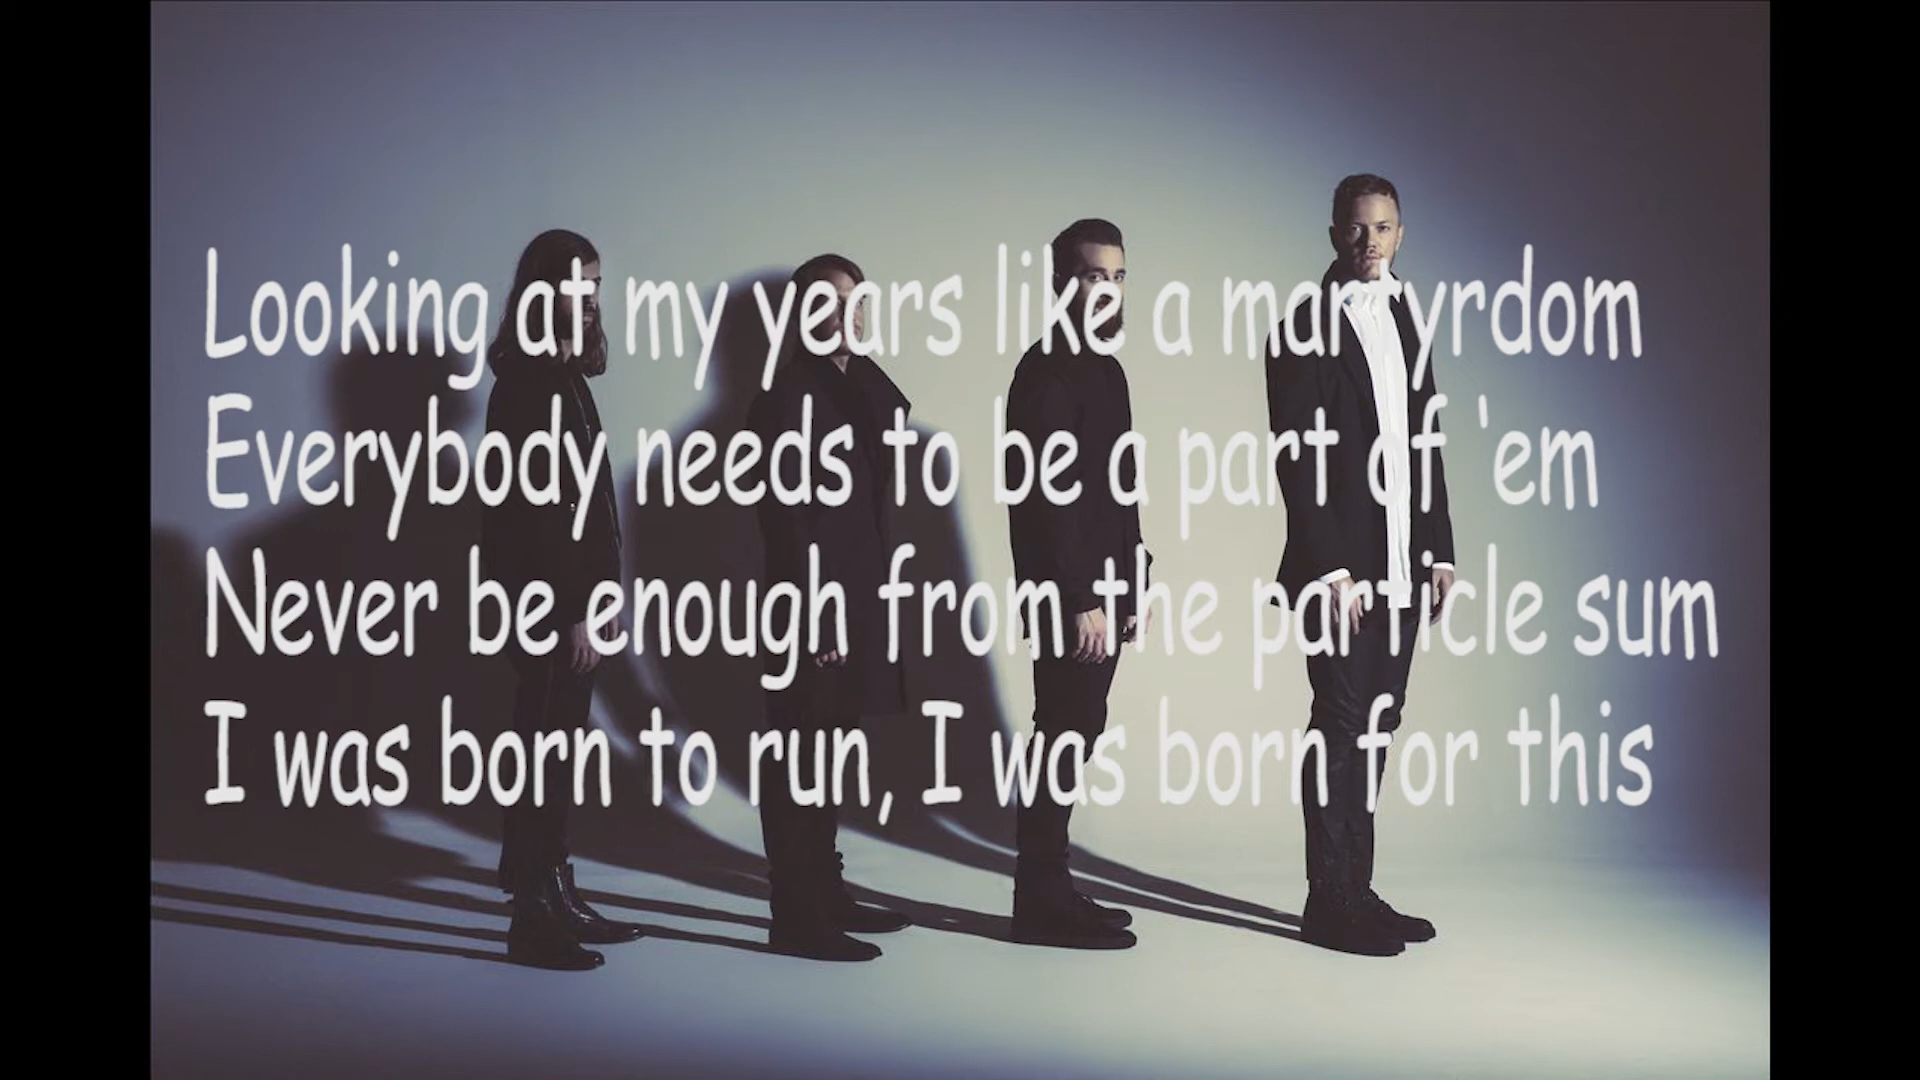 Looking at my years like a martyrdom
Everybody needs to be a part of ‘em
Never be enough from the particle sum
I was born to run, I was born for this